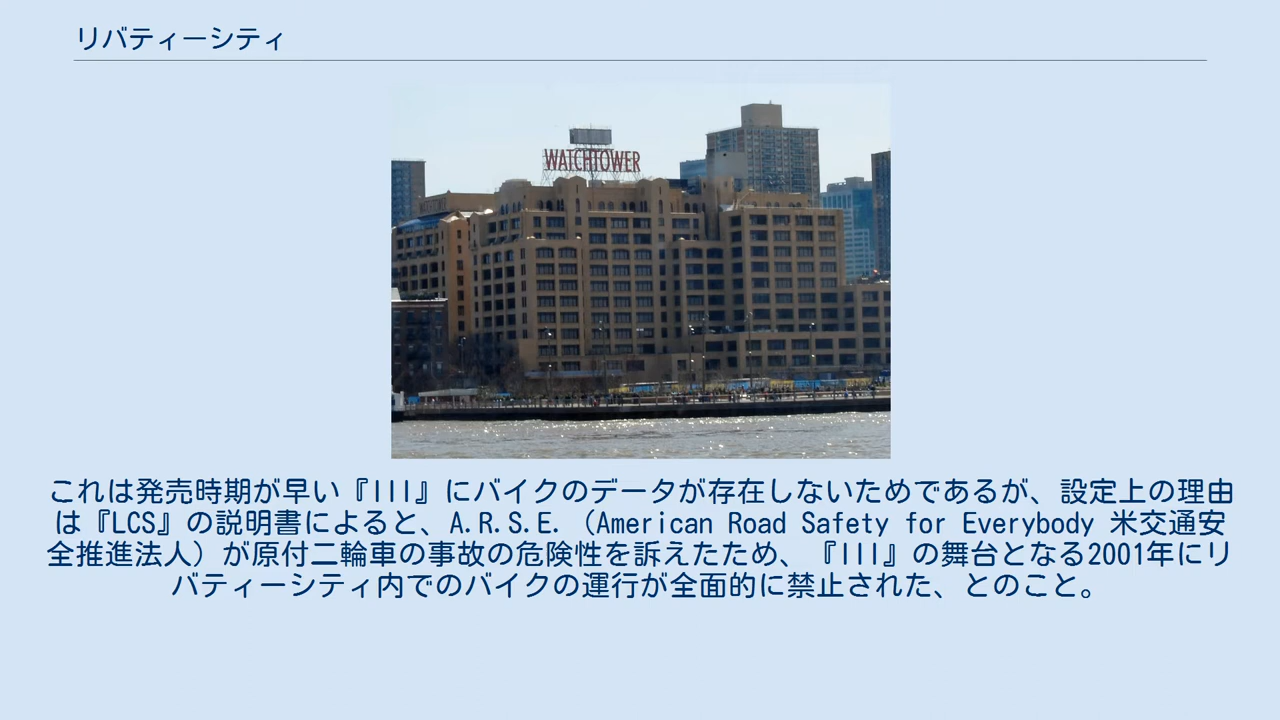 リバティーシティ
WATCHTOWER
これは発売時期が早い『III』にバイクのデータが存在しないためであるが、設定上の理由
は『LCS』の説明書によると、A.R.S.E.（American Road Safety for Everybody 米交通安
全推進法人）が原付二輪車の事故の危険性を訴えたため、『III』の舞台となる2001年にリ
バティーシティ内でのバイクの運行が全面的に禁止された、とのこと。